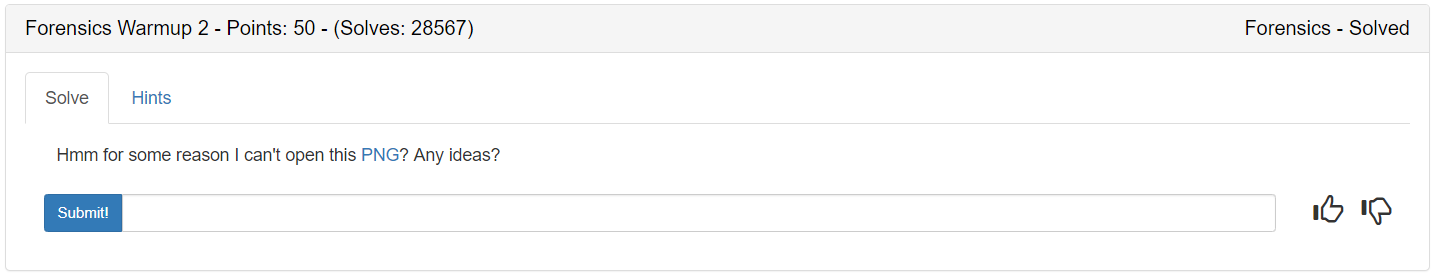 Forensics Warmup 2 - Points: 50 - (Solves: 28567) Forensics - Solved
Solve Hints
Hmm for some reason I can't open this PNG? Any ideas?
Submit!